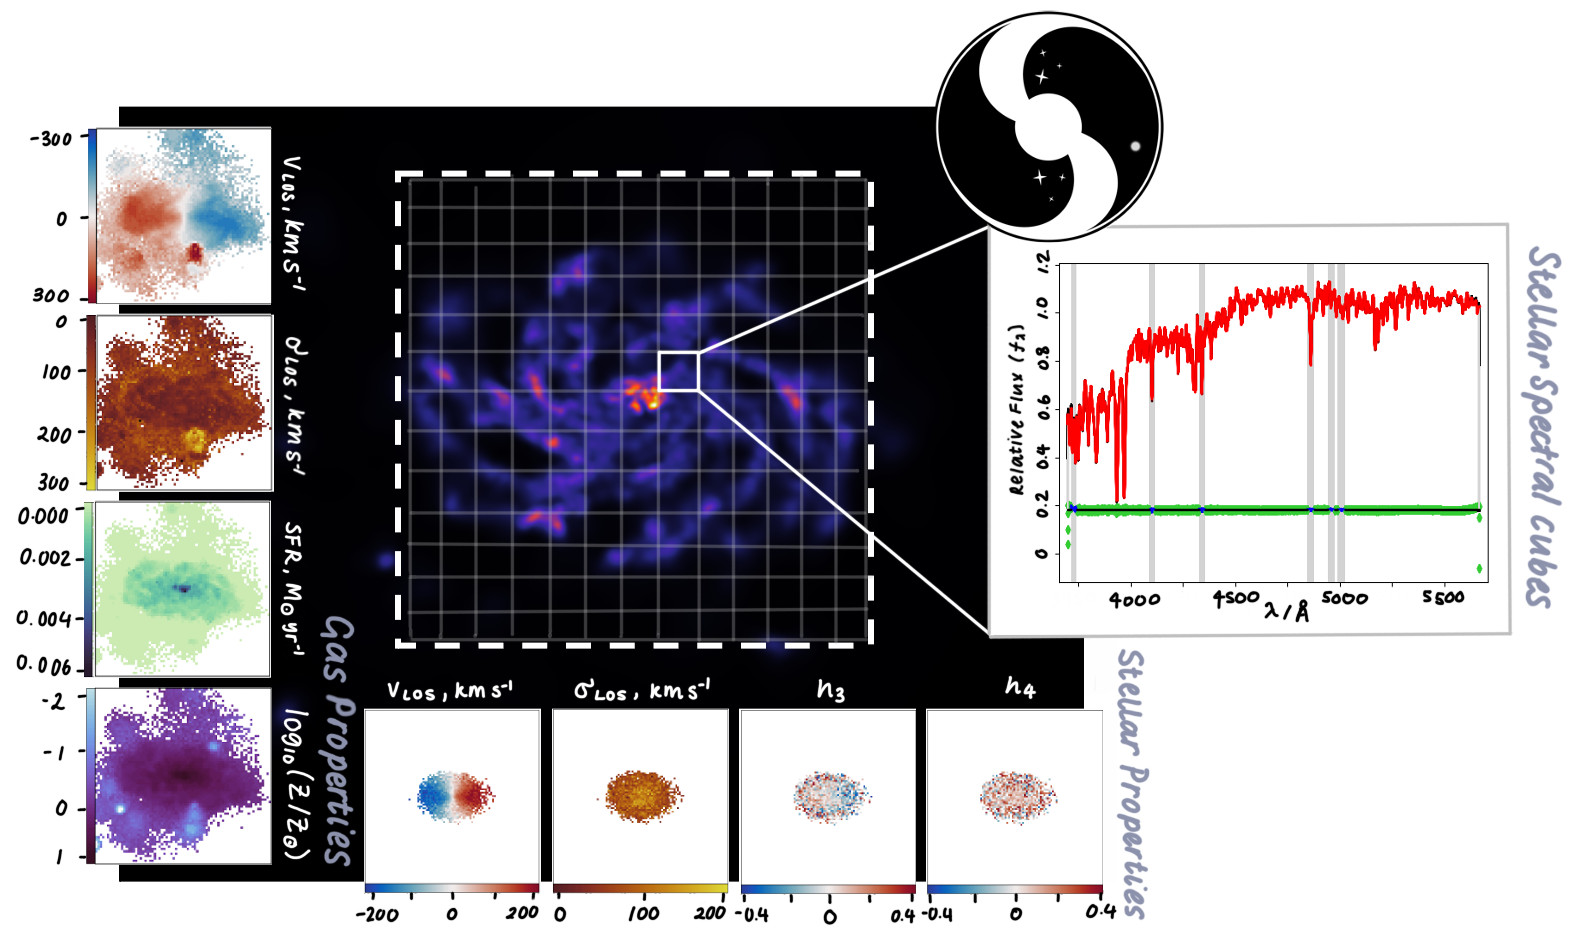 -300
0
300
VLOS, km s⁻¹
0
100
200
300
σLOS, km s⁻¹
0.000
0.002
0.004
0.006
SFR, M⊙ yr⁻¹
-2
-1
0
1
log₁₀(Z/Z⊙)
Gas Properties
VLOS, km s⁻¹
-200 0 200
σLOS, km s⁻¹
0 100 200
h₃
-0.4 0 0.4
h₄
-0.4 0 0.4
Stellar Properties
Relative Flux (f_λ)
1.2
1.0
0.8
0.6
0.4
0.2
0
4000 4500 5000 5500
λ/Å
Stellar Spectral cubes